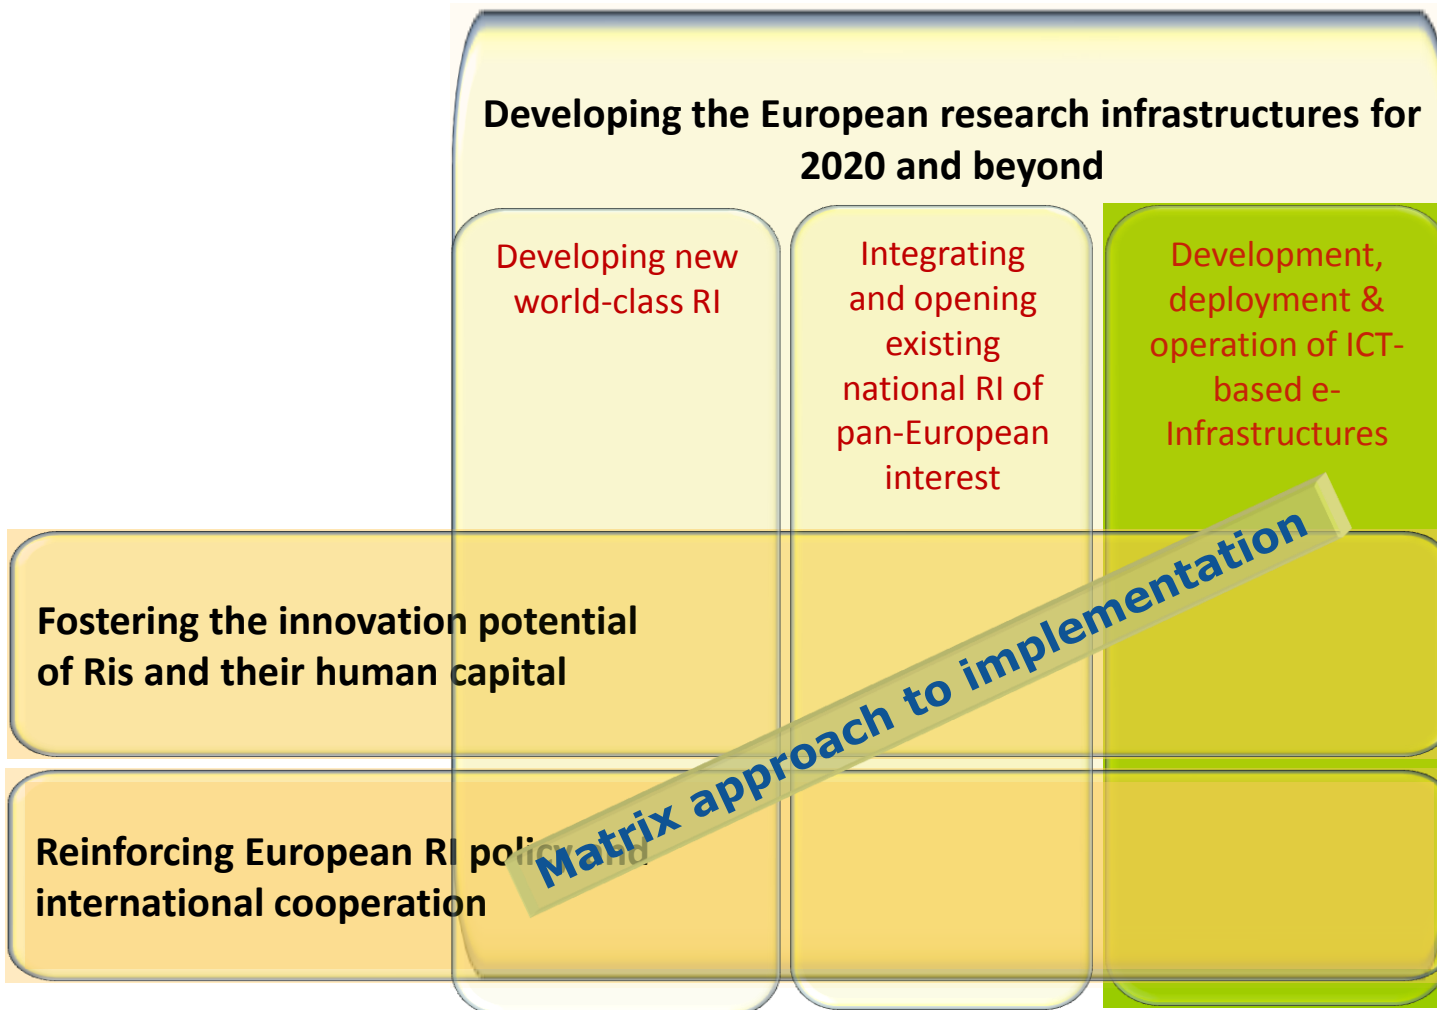 Developing the European research infrastructures for
2020 and beyond
Developing new
world-class RI
Integrating
and opening
existing
national RI of
pan-European
interest
Development,
deployment &
operation of ICT-
based e-
Infrastructures
Fostering the innovation potential
of Ris and their human capital
Reinforcing European RI policy and
international cooperation
Matrix approach to implementation